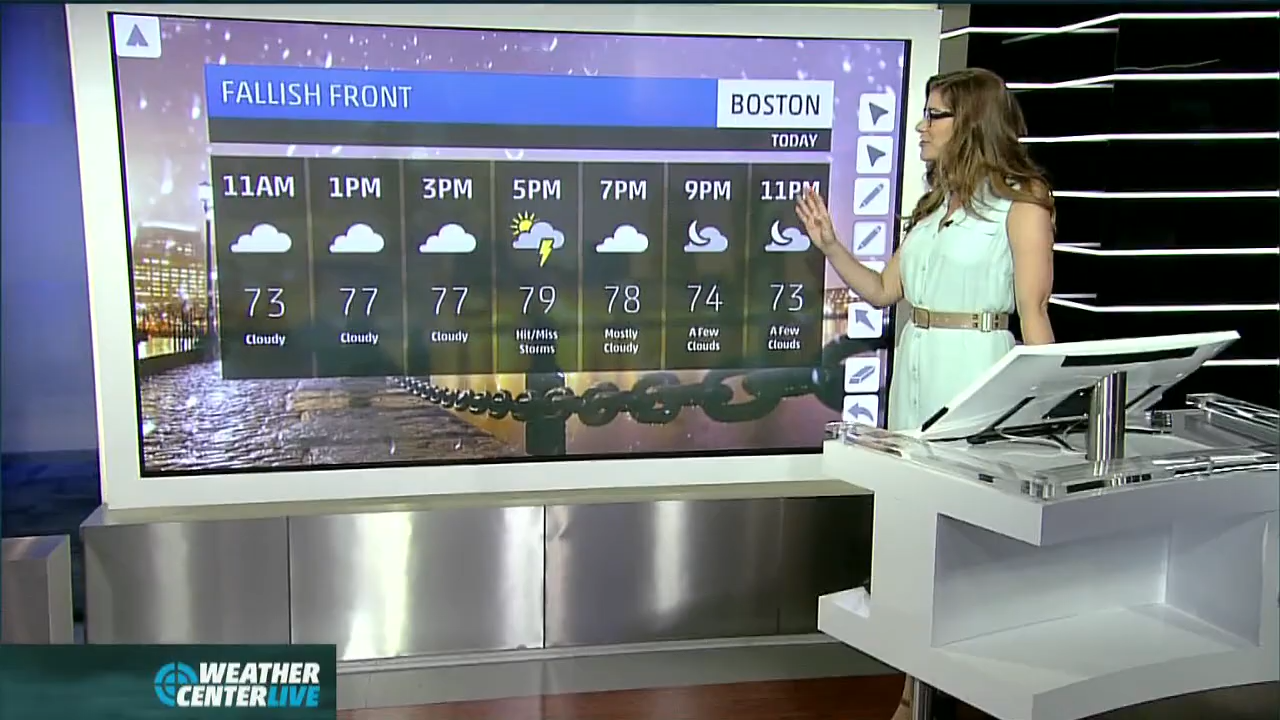 FALLISH FRONT
BOSTON
TODAY
11AM 1PM 3PM 5PM 7PM 9PM 11PM
73 77 77 79 78 74 73
Cloudy Cloudy Cloudy Hit/Miss Mostly A Few A Few
Storms Cloudy Clouds Clouds
WEATHER
CENTER LIVE